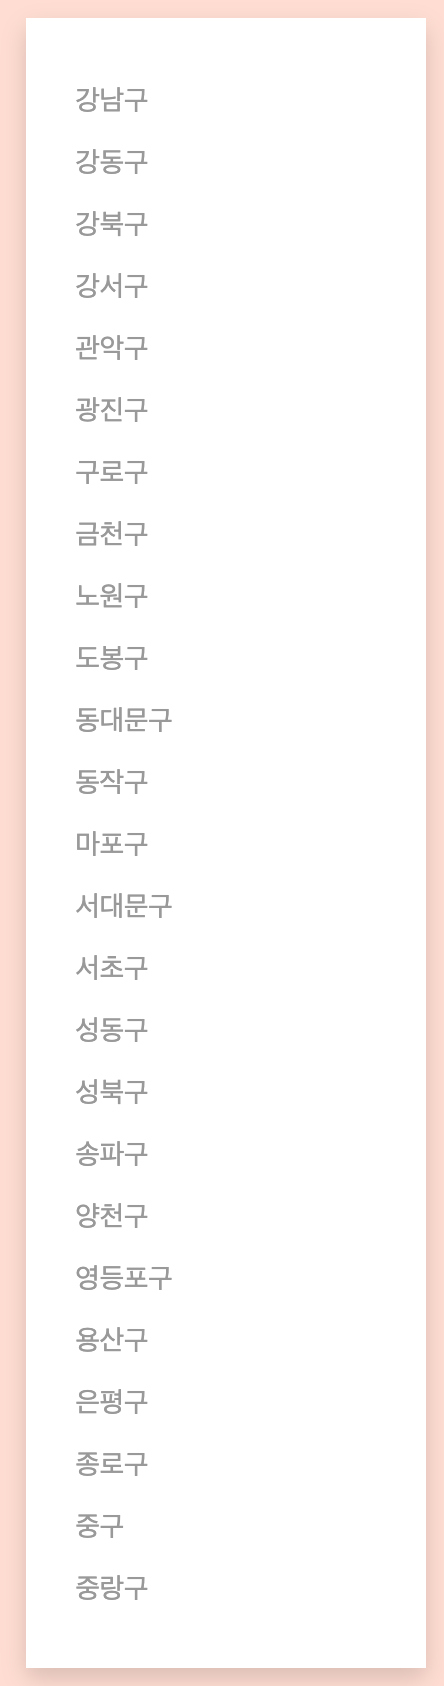 강남구
강동구
강북구
강서구
관악구
광진구
구로구
금천구
노원구
도봉구
동대문구
동작구
마포구
서대문구
서초구
성동구
성북구
송파구
양천구
영등포구
용산구
은평구
종로구
중구
중랑구